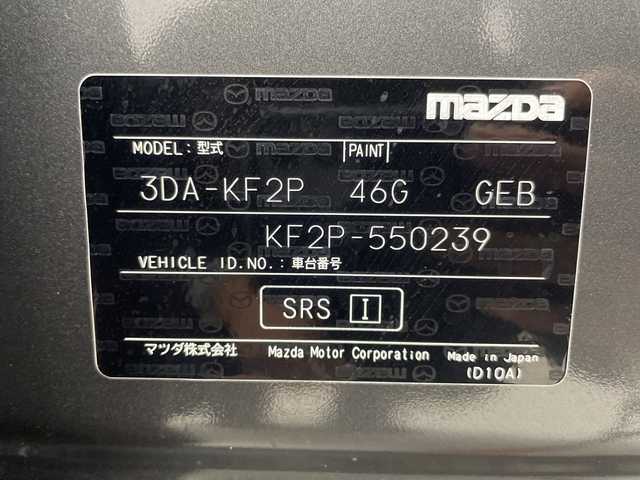 mazda
MODEL: 型式 PAINT
3DA-KF2P 46G GEB
KF2P-550239
VEHICLE ID.NO.: 車台番号
SRS I
マツダ株式会社 Mazda Motor Corporation Made in Japan
(D10A)